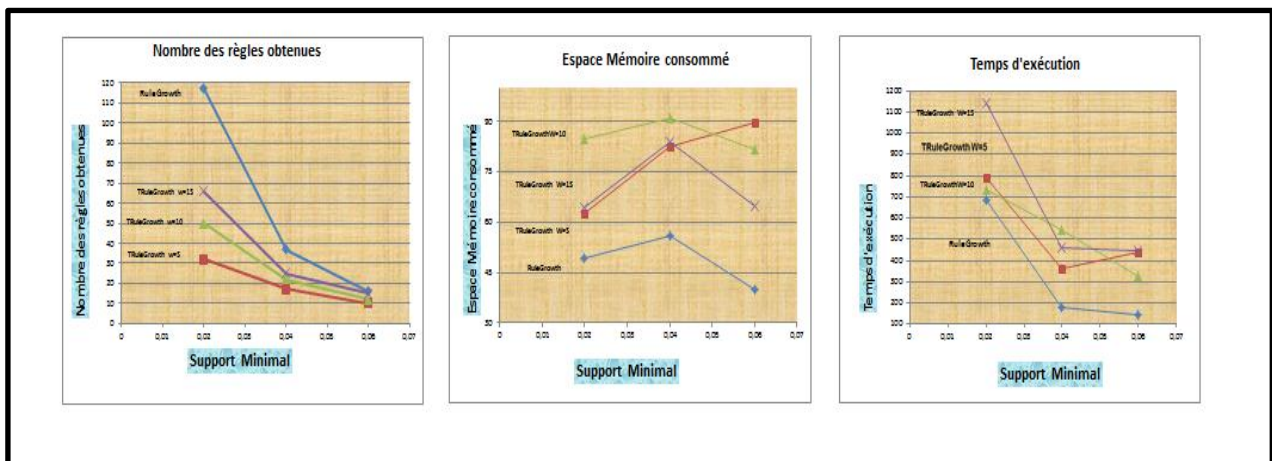 Nombre des règles obtenues
120
110
100
90
80
70
60
50
40
30
20
10
0
RuleGrowth
TRuleGrowth w=15
TRuleGrowth w=10
TRuleGrowth w=5
Nombre des règles obtenues
0 0,01 0,02 0,03 0,04 0,05 0,06 0,07
Support Minimal
Espace Mémoire consommé
90
75
60
45
30
TRuleGrowthW=10
TRuleGrowth W=15
TRuleGrowth W=5
RuleGrowth
Espace Mémoire consommé
0 0,01 0,02 0,03 0,04 0,05 0,06 0,07
Support Minimal
Temps d'exécution
1100
1200
1000
900
800
700
600
500
400
300
200
100
TRuleGrowth W=15
TRuleGrowthW=5
TRuleGrowthW=10
RuleGrowth
Temps d'exécution
0 0,01 0,02 0,03 0,04 0,05 0,06 0,07
Support Minimal